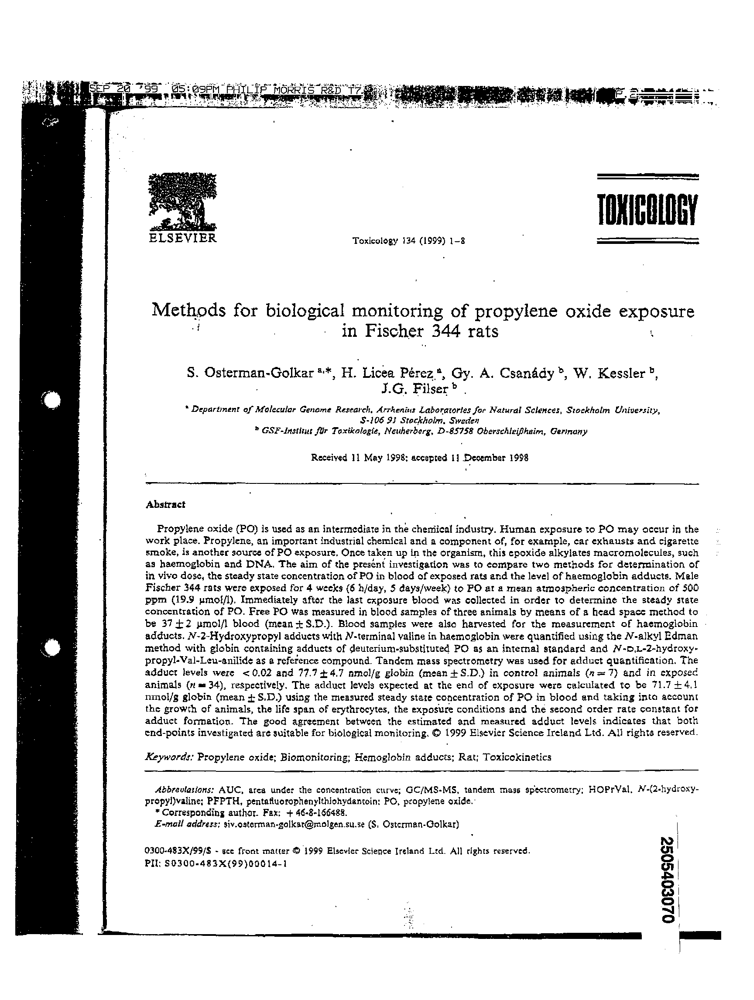 SEP 20 '99 05:09PM PHILIP MORRIS R&D T7
ELSEVIER
TOXICOLOGY
Toxicology 134 (1999) 1–8
Methods for biological monitoring of propylene oxide exposure
in Fischer 344 rats
S. Osterman-Golkar a,*, H. Licea Pérez a, Gy. A. Csanády b, W. Kessler b,
J.G. Filser b
a Department of Molecular Genome Research, Arrhenius Laboratories for Natural Sciences, Stockholm University,
S-106 91 Stockholm, Sweden
b GSF-Institut für Toxikologie, Neuherberg, D-85758 Oberschleißheim, Germany
Received 11 May 1998; accepted 11 December 1998
Abstract
Propylene oxide (PO) is used as an intermediate in the chemical industry. Human exposure to PO may occur in the
work place. Propylene, an important industrial chemical and a component of, for example, car exhausts and cigarette
smoke, is another source of PO exposure. Once taken up in the organism, this epoxide alkylates macromolecules, such
as haemoglobin and DNA. The aim of the present investigation was to compare two methods for determination of
in vivo dose, the steady state concentration of PO in blood of exposed rats and the level of haemoglobin adducts. Male
Fischer 344 rats were exposed for 4 weeks (6 h/day, 5 days/week) to PO at a mean atmospheric concentration of 500
ppm (19.9 μmol/l). Immediately after the last exposure blood was collected in order to determine the steady state
concentration of PO. Free PO was measured in blood samples of three animals by means of a head space method to
be 37 ± 2 μmol/l blood (mean ± S.D.). Blood samples were also harvested for the measurement of haemoglobin
adducts. N-2-Hydroxypropyl adducts with N-terminal valine in haemoglobin were quantified using the N-alkyl Edman
method with globin containing adducts of deuterium-substituted PO as an internal standard and N-D,L-2-hydroxy-
propyl-Val-Leu-anilide as a reference compound. Tandem mass spectrometry was used for adduct quantification. The
adduct levels were < 0.02 and 77.7 ± 4.7 nmol/g globin (mean ± S.D.) in control animals (n = 7) and in exposed
animals (n = 34), respectively. The adduct levels expected at the end of exposure were calculated to be 71.7 ± 4.1
nmol/g globin (mean ± S.D.) using the measured steady state concentration of PO in blood and taking into account
the growth of animals, the life span of erythrocytes, the exposure conditions and the second order rate constant for
adduct formation. The good agreement between the estimated and measured adduct levels indicates that both
end-points investigated are suitable for biological monitoring. © 1999 Elsevier Science Ireland Ltd. All rights reserved.
Keywords: Propylene oxide; Biomonitoring; Hemoglobin adducts; Rat; Toxicokinetics
Abbreviations: AUC, area under the concentration curve; GC/MS-MS, tandem mass spectrometry; HOPrVal, N-(2-hydroxy-
propyl)valine; PFPTH, pentafluorophenylthiohydantoin; PO, propylene oxide.
* Corresponding author. Fax: + 46-8-166488.
E-mail address: siv.osterman-golkar@molgen.su.se (S. Osterman-Golkar)
0300-483X/99/$ - see front matter © 1999 Elsevier Science Ireland Ltd. All rights reserved.
PII: S0300-483X(99)00014-1
2505403070